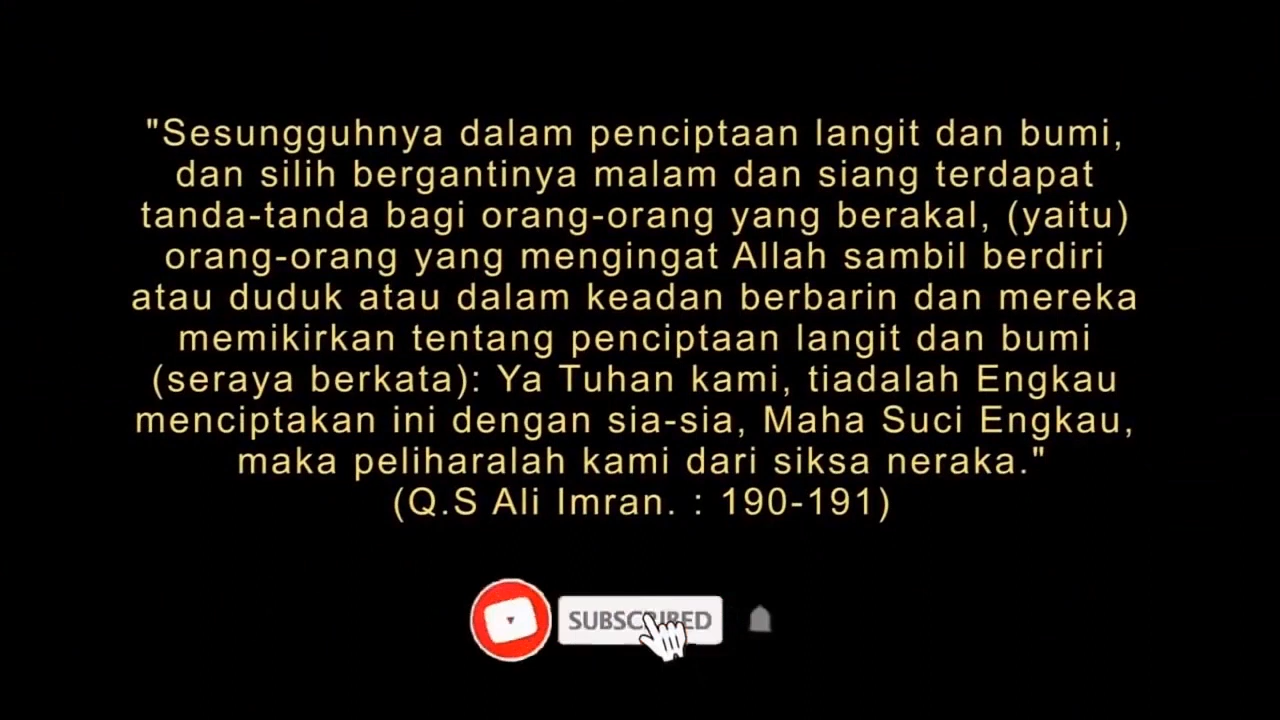 "Sesungguhnya dalam penciptaan langit dan bumi,
dan silih bergantinya malam dan siang terdapat
tanda-tanda bagi orang-orang yang berakal, (yaitu)
orang-orang yang mengingat Allah sambil berdiri
atau duduk atau dalam keadan berbarin dan mereka
memikirkan tentang penciptaan langit dan bumi
(seraya berkata): Ya Tuhan kami, tiadalah Engkau
menciptakan ini dengan sia-sia, Maha Suci Engkau,
maka peliharalah kami dari siksa neraka."
(Q.S Ali Imran. : 190-191)
SUBSCRIBED